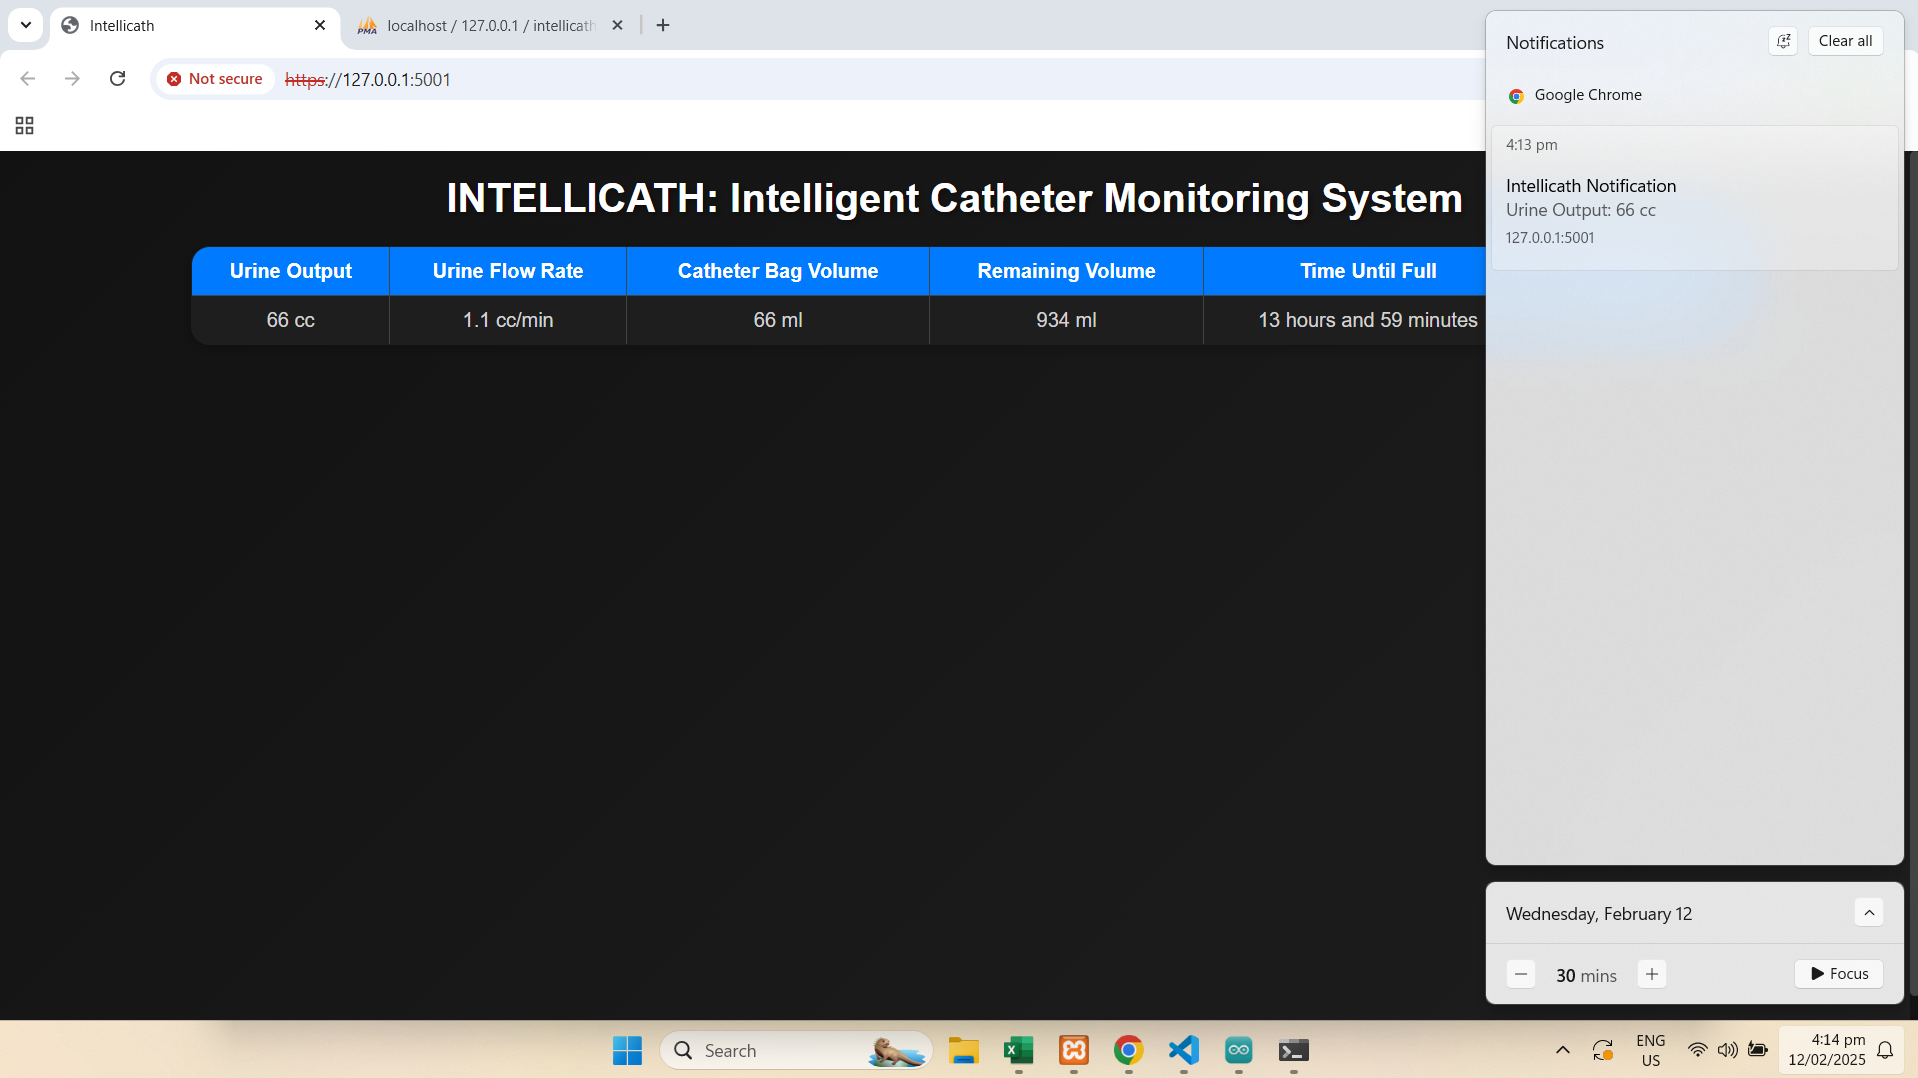 Intellicath
PMA
localhost / 127.0.0.1 / intellicath
Not secure
https://127.0.0.1:5001
INTELLICATH: Intelligent Catheter Monitoring System
Urine Output Urine Flow Rate Catheter Bag Volume Remaining Volume Time Until Full
66 cc 1.1 cc/min 66 ml 934 ml 13 hours and 59 minutes
Notifications
Clear all
Google Chrome
4:13 pm
Intellicath Notification
Urine Output: 66 cc
127.0.0.1:5001
Wednesday, February 12
30 mins
Focus
Search
ENG
US
4:14 pm
12/02/2025